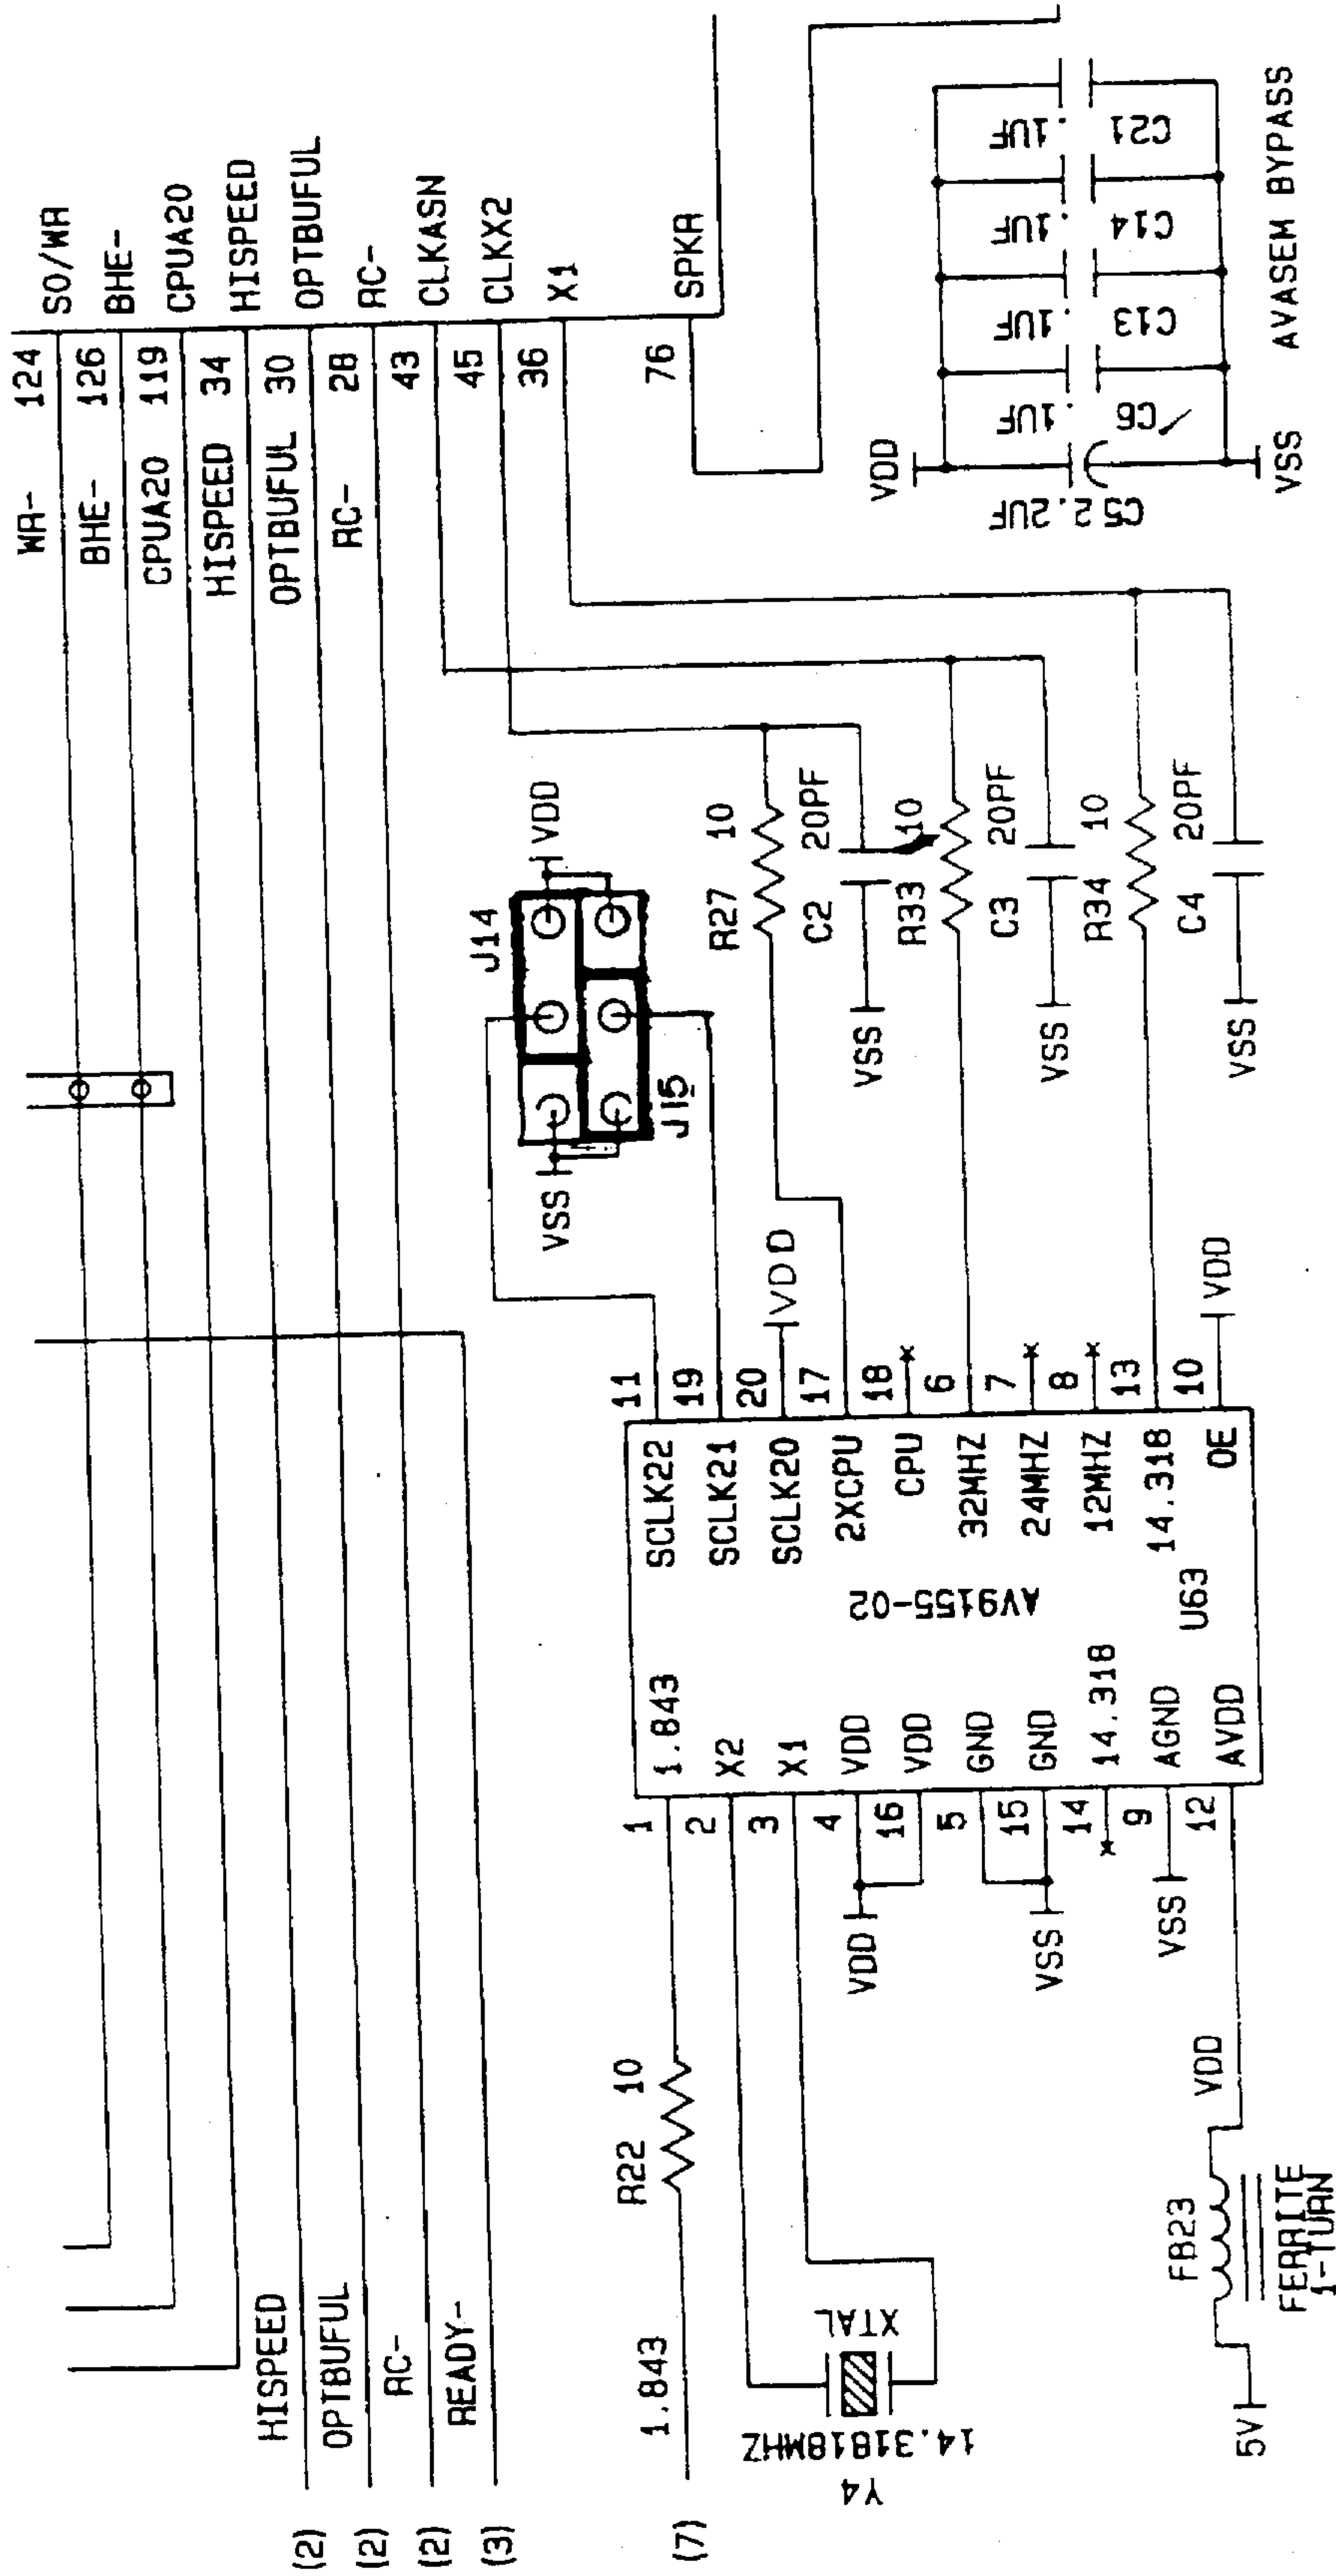 WR- 124 S0/WR
BHE- 126 BHE-
CPUA20 119 CPUA20
HISPEED 34 HISPEED
OPTBUFUL 30 OPTBUFUL
RC- 28 RC-
43 CLKASN
45 CLKX2
36 X1
76 SPKR
(2) HISPEED
(2) OPTBUFUL
(2) RC-
(3) READY-
(7) 1.843
R22 10
J14
VDD
VSS
J15
Y4
14.31818MHZ
XTAL
1 1.843
2 X2
3 X1
4 VDD
16 VDD
5 GND
15 GND
14 14.318
9 AGND
12 AVDD
VDD
VSS
VSS
AV9155-02
U63
SCLK22 11
SCLK21 19
SCLK20 20
VDD
2XCPU 17
CPU 18
32MHZ 6
24MHZ 7
12MHZ 8
14.318 13
OE 10
VDD
R27 10
C2 20PF
VSS
R33 10
C3 20PF
VSS
R34 10
C4 20PF
VSS
5V
FB23
VDD
FERRITE
1-TURN
VDD
C5 2.2UF
C6 .1UF
C13 .1UF
C14 .1UF
C21 .1UF
VSS
AVASEM BYPASS